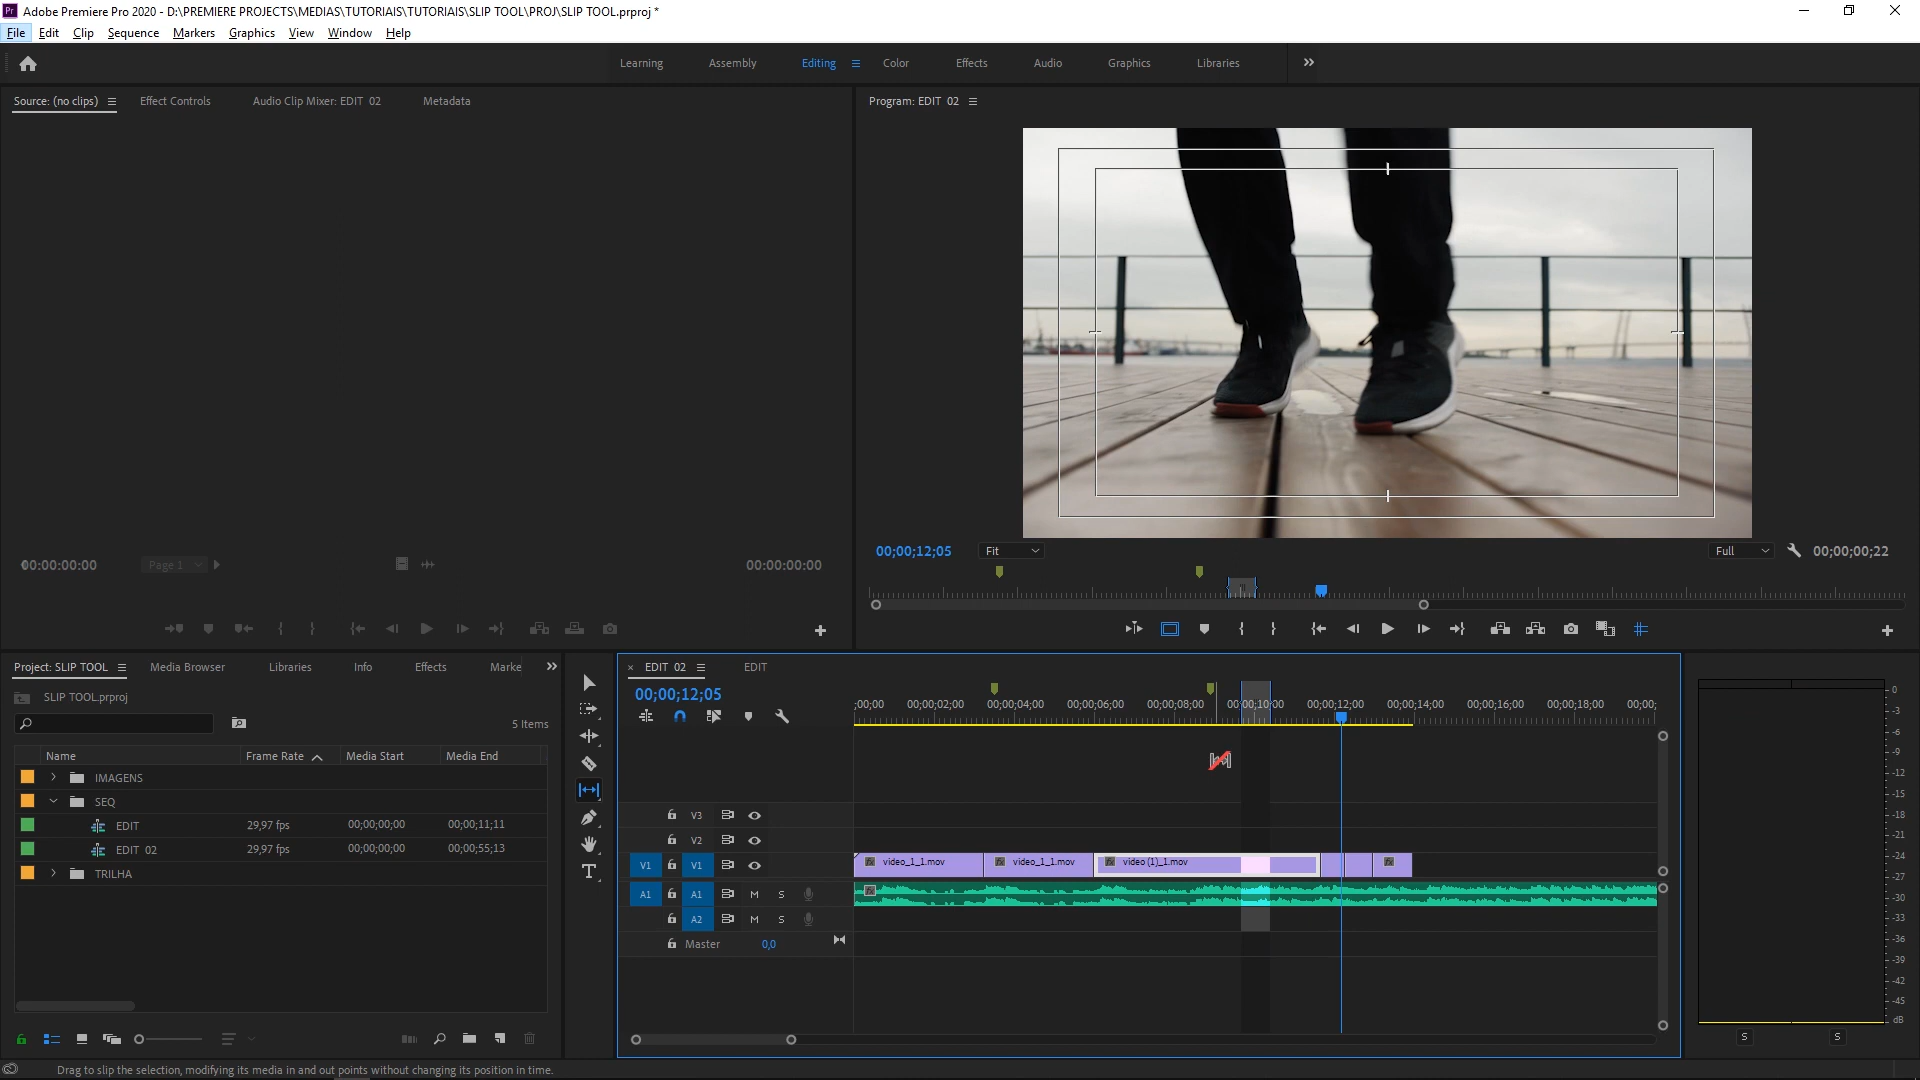 Adobe Premiere Pro 2020 - D:\PREMIERE PROJECTS\MEDIAS\TUTORIAIS\TUTORIAIS\SLIP TOOL\PROJ\SLIP TOOL.prproj *
File Edit Clip Sequence Markers Graphics View Window Help
Learning Assembly Editing Color Effects Audio Graphics Libraries
Source: (no clips) Effect Controls Audio Clip Mixer: EDIT 02 Metadata
Program: EDIT 02
00;00;12;05 Fit Full 00;00;00;22
00:00:00:00 Page 1 00:00:00:00
Project: SLIP TOOL Media Browser Libraries Info Effects Marke
SLIP TOOL.prproj
5 Items
Name Frame Rate Media Start Media End
IMAGENS
SEQ
EDIT 29,97 fps 00;00;00;00 00;00;11;11
EDIT 02 29,97 fps 00;00;00;00 00;00;55;13
TRILHA
EDIT 02 EDIT
00;00;12;05
;00;00 00;00;02;00 00;00;04;00 00;00;06;00 00;00;08;00 00;00;10;00 00;00;12;00 00;00;14;00 00;00;16;00 00;00;18;00 00;00;
V3
V2
V1 V1 video_1_1.mov video_1_1.mov video (1)_1.mov
A1 A1 M S
A2 M S
Master 0,0
0
-3
-6
-9
-12
-15
-18
-21
-24
-27
-30
-33
-36
-39
-42
-45
dB
S S
Drag to slip the selection, modifying its media in and out points without changing its position in time.